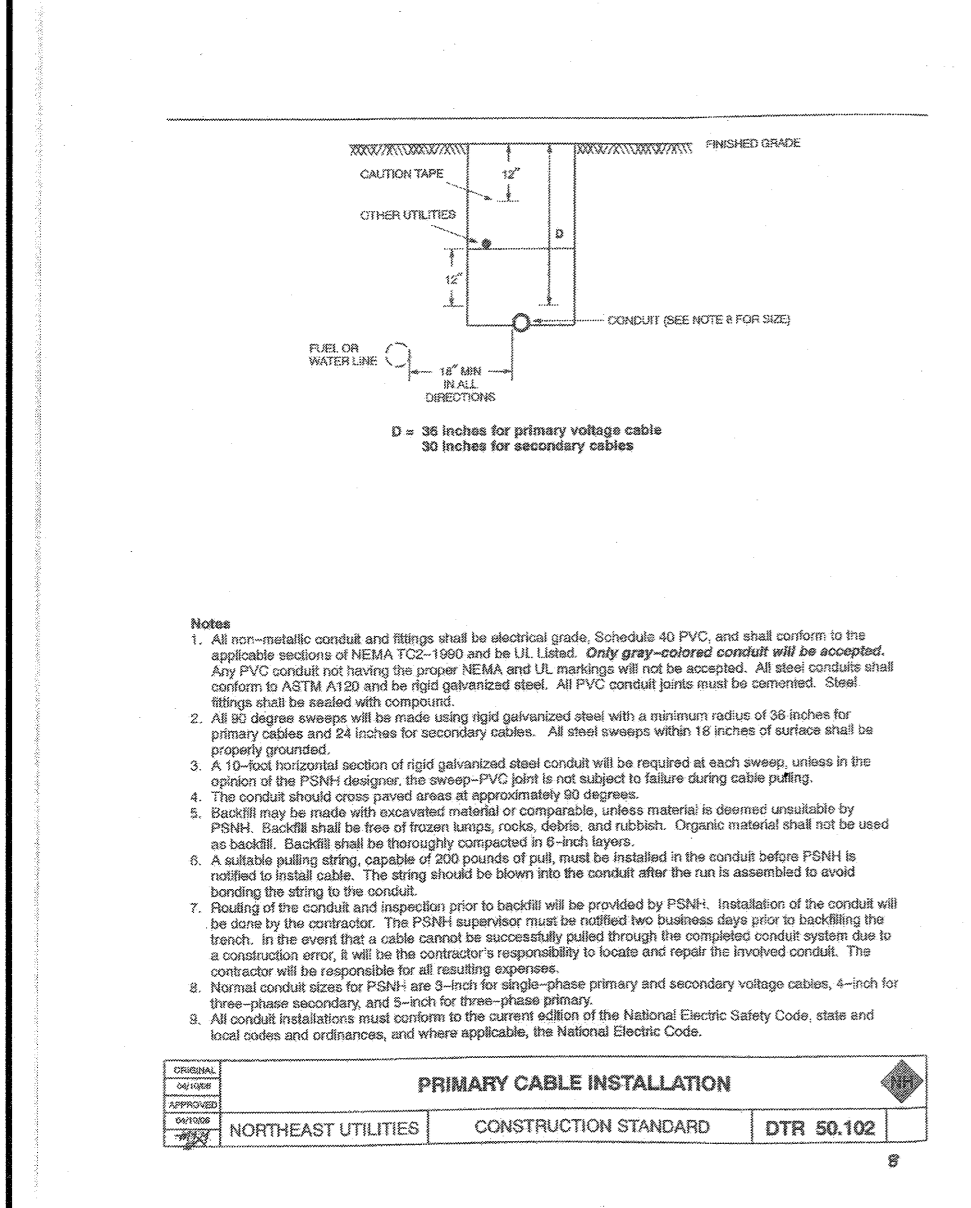 FINISHED GRADE
CAUTION TAPE
12"
OTHER UTILITIES
D
12"
CONDUIT (SEE NOTE 8 FOR SIZE)
FUEL OR
WATER LINE
18" MIN
IN ALL
DIRECTIONS
D = 36 inches for primary voltage cable
30 inches for secondary cables
Notes
1. All non-metallic conduit and fittings shall be electrical grade, Schedule 40 PVC, and shall conform to the
applicable sections of NEMA TC2-1990 and be UL Listed. Only gray-colored conduit will be accepted.
Any PVC conduit not having the proper NEMA and UL markings will not be accepted. All steel conduits shall
conform to ASTM A120 and be rigid galvanized steel. All PVC conduit joints must be cemented. Steel
fittings shall be sealed with compound.
2. All 90 degree sweeps will be made using rigid galvanized steel with a minimum radius of 36 inches for
primary cables and 24 inches for secondary cables. All steel sweeps within 18 inches of surface shall be
properly grounded.
3. A 10-foot horizontal section of rigid galvanized steel conduit will be required at each sweep, unless in the
opinion of the PSNH designer, the sweep-PVC joint is not subject to failure during cable pulling.
4. The conduit should cross paved areas at approximately 90 degrees.
5. Backfill may be made with excavated material or comparable, unless material is deemed unsuitable by
PSNH. Backfill shall be free of frozen lumps, rocks, debris, and rubbish. Organic material shall not be used
as backfill. Backfill shall be thoroughly compacted in 6-inch layers.
6. A suitable pulling string, capable of 200 pounds of pull, must be installed in the conduit before PSNH is
notified to install cable. The string should be blown into the conduit after the run is assembled to avoid
bonding the string to the conduit.
7. Routing of the conduit and inspection prior to backfill will be provided by PSNH. Installation of the conduit will
be done by the contractor. The PSNH supervisor must be notified two business days prior to backfilling the
trench. In the event that a cable cannot be successfully pulled through the completed conduit system due to
a construction error, it will be the contractor's responsibility to locate and repair the involved conduit. The
contractor will be responsible for all resulting expenses.
8. Normal conduit sizes for PSNH are 3-inch for single-phase primary and secondary voltage cables, 4-inch for
three-phase secondary, and 5-inch for three-phase primary.
9. All conduit installations must conform to the current edition of the National Electric Safety Code, state and
local codes and ordinances, and where applicable, the National Electric Code.
ORIGINAL
04/10/06
APPROVED
04/10/06
PRIMARY CABLE INSTALLATION
NH
NORTHEAST UTILITIES
CONSTRUCTION STANDARD
DTR 50.102
8